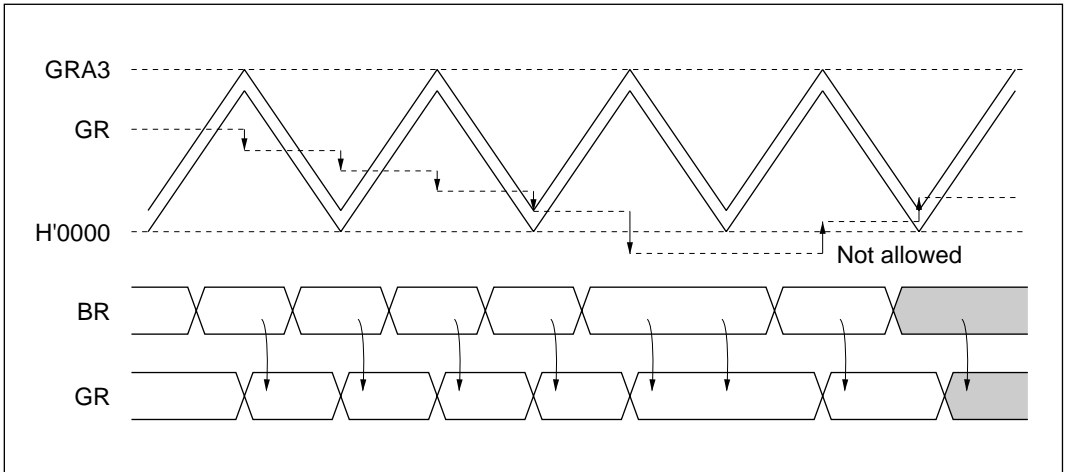 GRA3
GR
H'0000
Not allowed
BR
GR